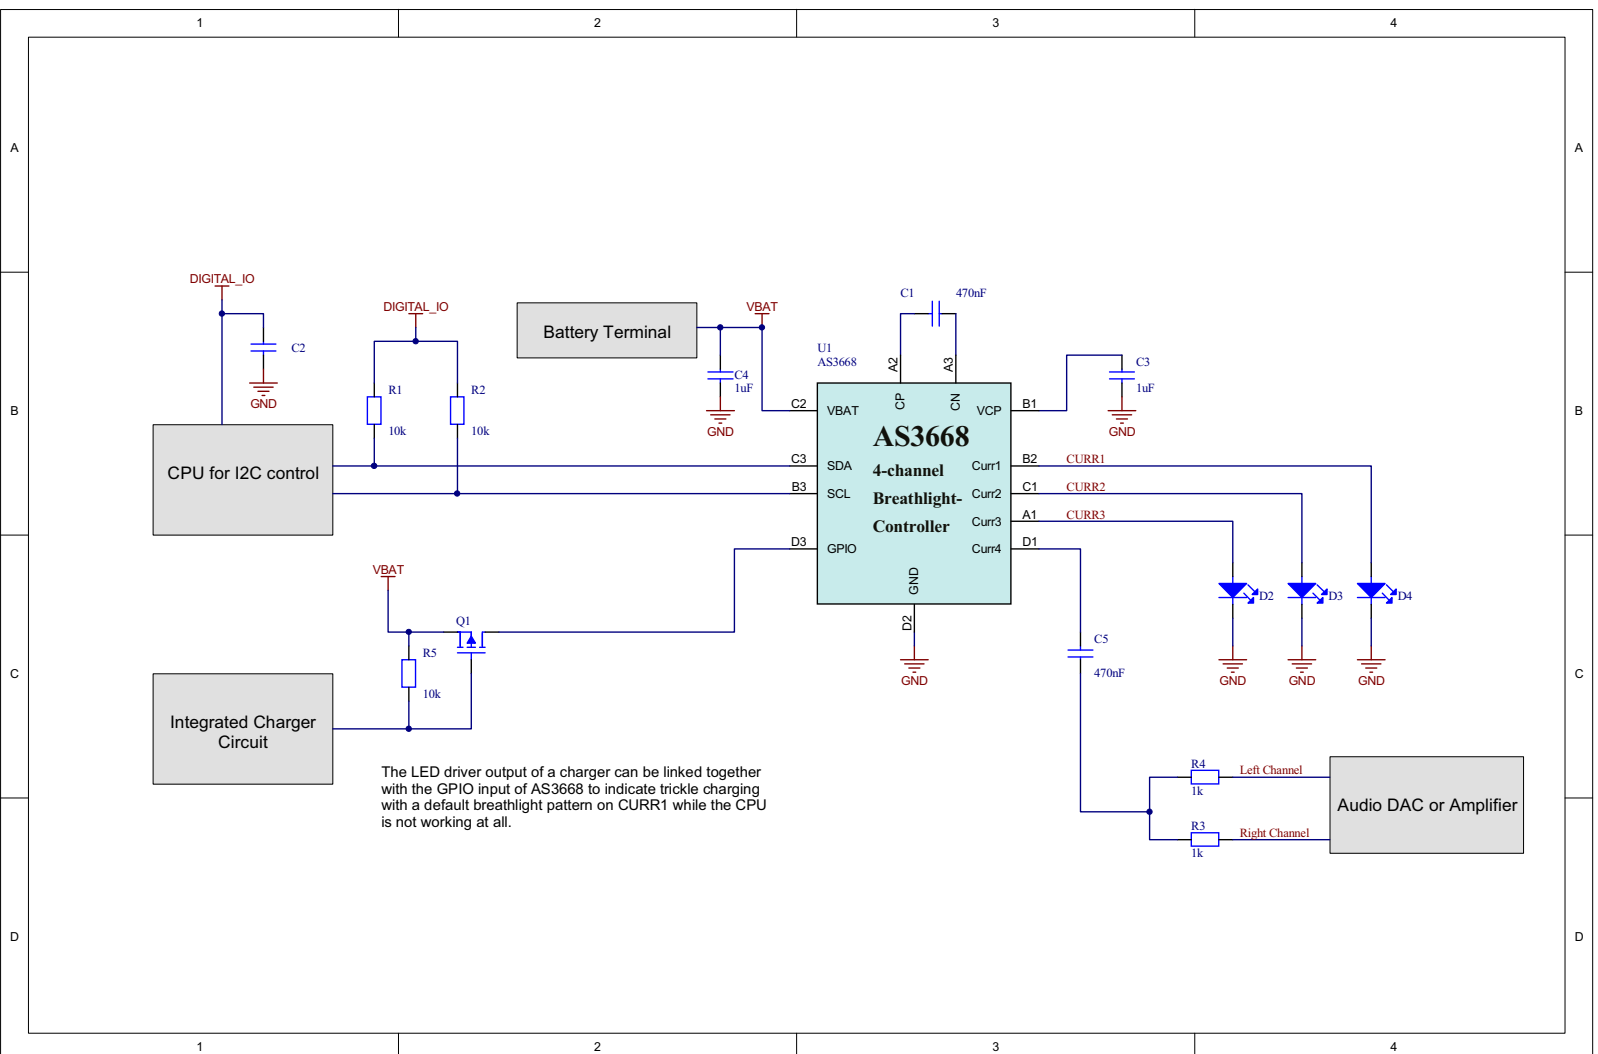 1 2 3 4
A A
DIGITAL_IO
C2
GND
DIGITAL_IO
R1 R2
10k 10k
Battery Terminal
VBAT
C4
1uF
GND
C1 470nF
U1
AS3668
A2 A3
CP CN
C2 VBAT
VCP B1
C3
1uF
GND
B B
AS3668
4-channel
Breathlight-
Controller
CPU for I2C control
C3 SDA
B3 SCL
D3 GPIO
Curr1 B2 CURR1
Curr2 C1 CURR2
Curr3 A1 CURR3
Curr4 D1
GND
D2
GND
D2 D3 D4
GND GND GND
VBAT
Q1
R5
10k
C5
470nF
C C
Integrated Charger
Circuit
The LED driver output of a charger can be linked together
with the GPIO input of AS3668 to indicate trickle charging
with a default breathlight pattern on CURR1 while the CPU
is not working at all.
R4 Left Channel
1k
R3 Right Channel
1k
Audio DAC or Amplifier
D D
1 2 3 4